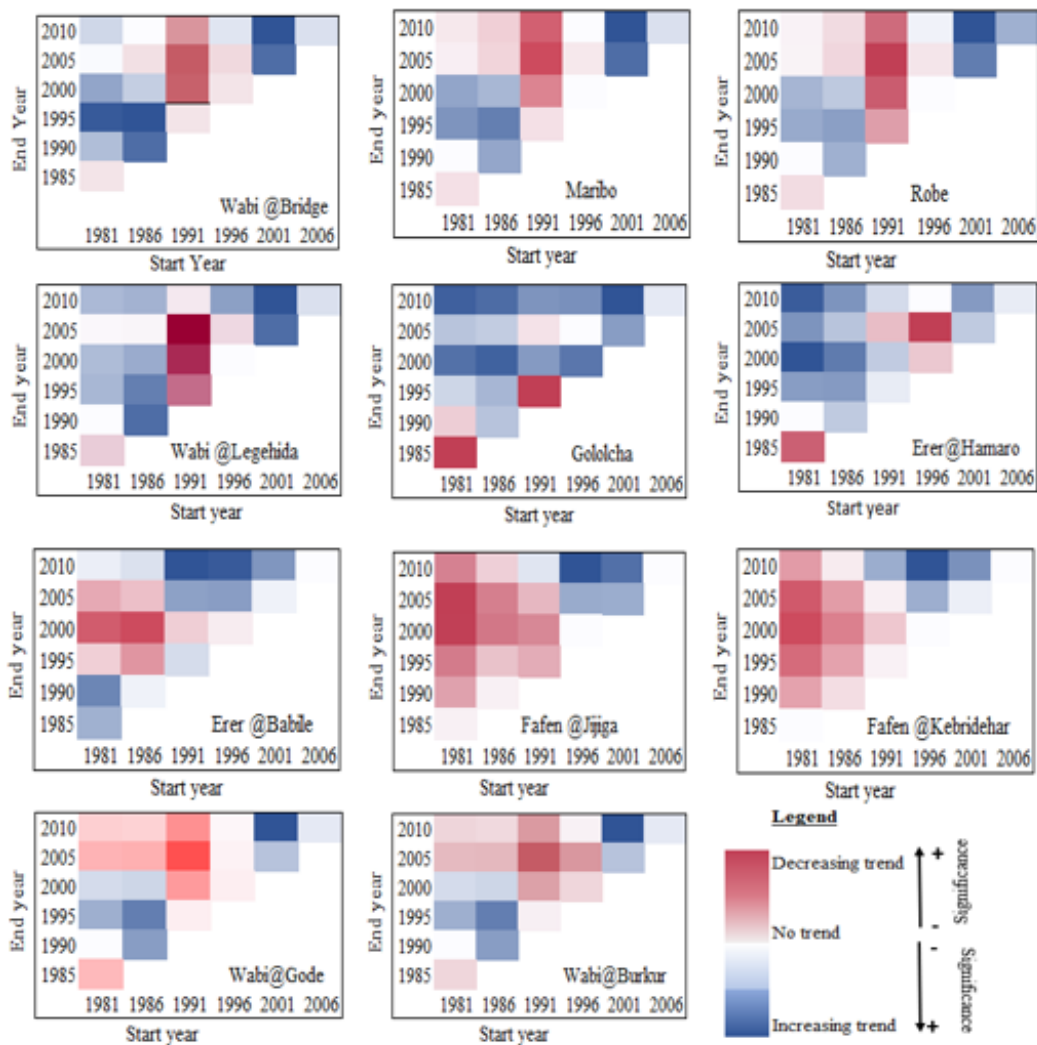 End Year
2010
2005
2000
1995
1990
1985
Wabi @Bridge
1981 1986 1991 1996 2001 2006
Start Year
End year
2010
2005
2000
1995
1990
1985
Maribo
1981 1986 1991 1996 2001 2006
Start year
End year
2010
2005
2000
1995
1990
1985
Robe
1981 1986 1991 1996 2001 2006
Start year
End year
2010
2005
2000
1995
1990
1985
Wabi @Legehida
1981 1986 1991 1996 2001 2006
Start year
End year
2010
2005
2000
1995
1990
1985
Gololcha
1981 1986 1991 1996 2001 2006
Start year
End year
2010
2005
2000
1995
1990
1985
Erer@Hamaro
1981 1986 1991 1996 2001 2006
Start year
End year
2010
2005
2000
1995
1990
1985
Erer @Babile
1981 1986 1991 1996 2001 2006
Start year
End year
2010
2005
2000
1995
1990
1985
Fafen @Jijiga
1981 1986 1991 1996 2001 2006
Start year
End year
2010
2005
2000
1995
1990
1985
Fafen @Kebridehar
1981 1986 1991 1996 2001 2006
Start year
End year
2010
2005
2000
1995
1990
1985
Wabi@Gode
1981 1986 1991 1996 2001 2006
Start year
End year
2010
2005
2000
1995
1990
1985
Wabi@Burkur
1981 1986 1991 1996 2001 2006
Start year
Legend
Decreasing trend
No trend
Increasing trend
+
Significance
-
-
Significance
+